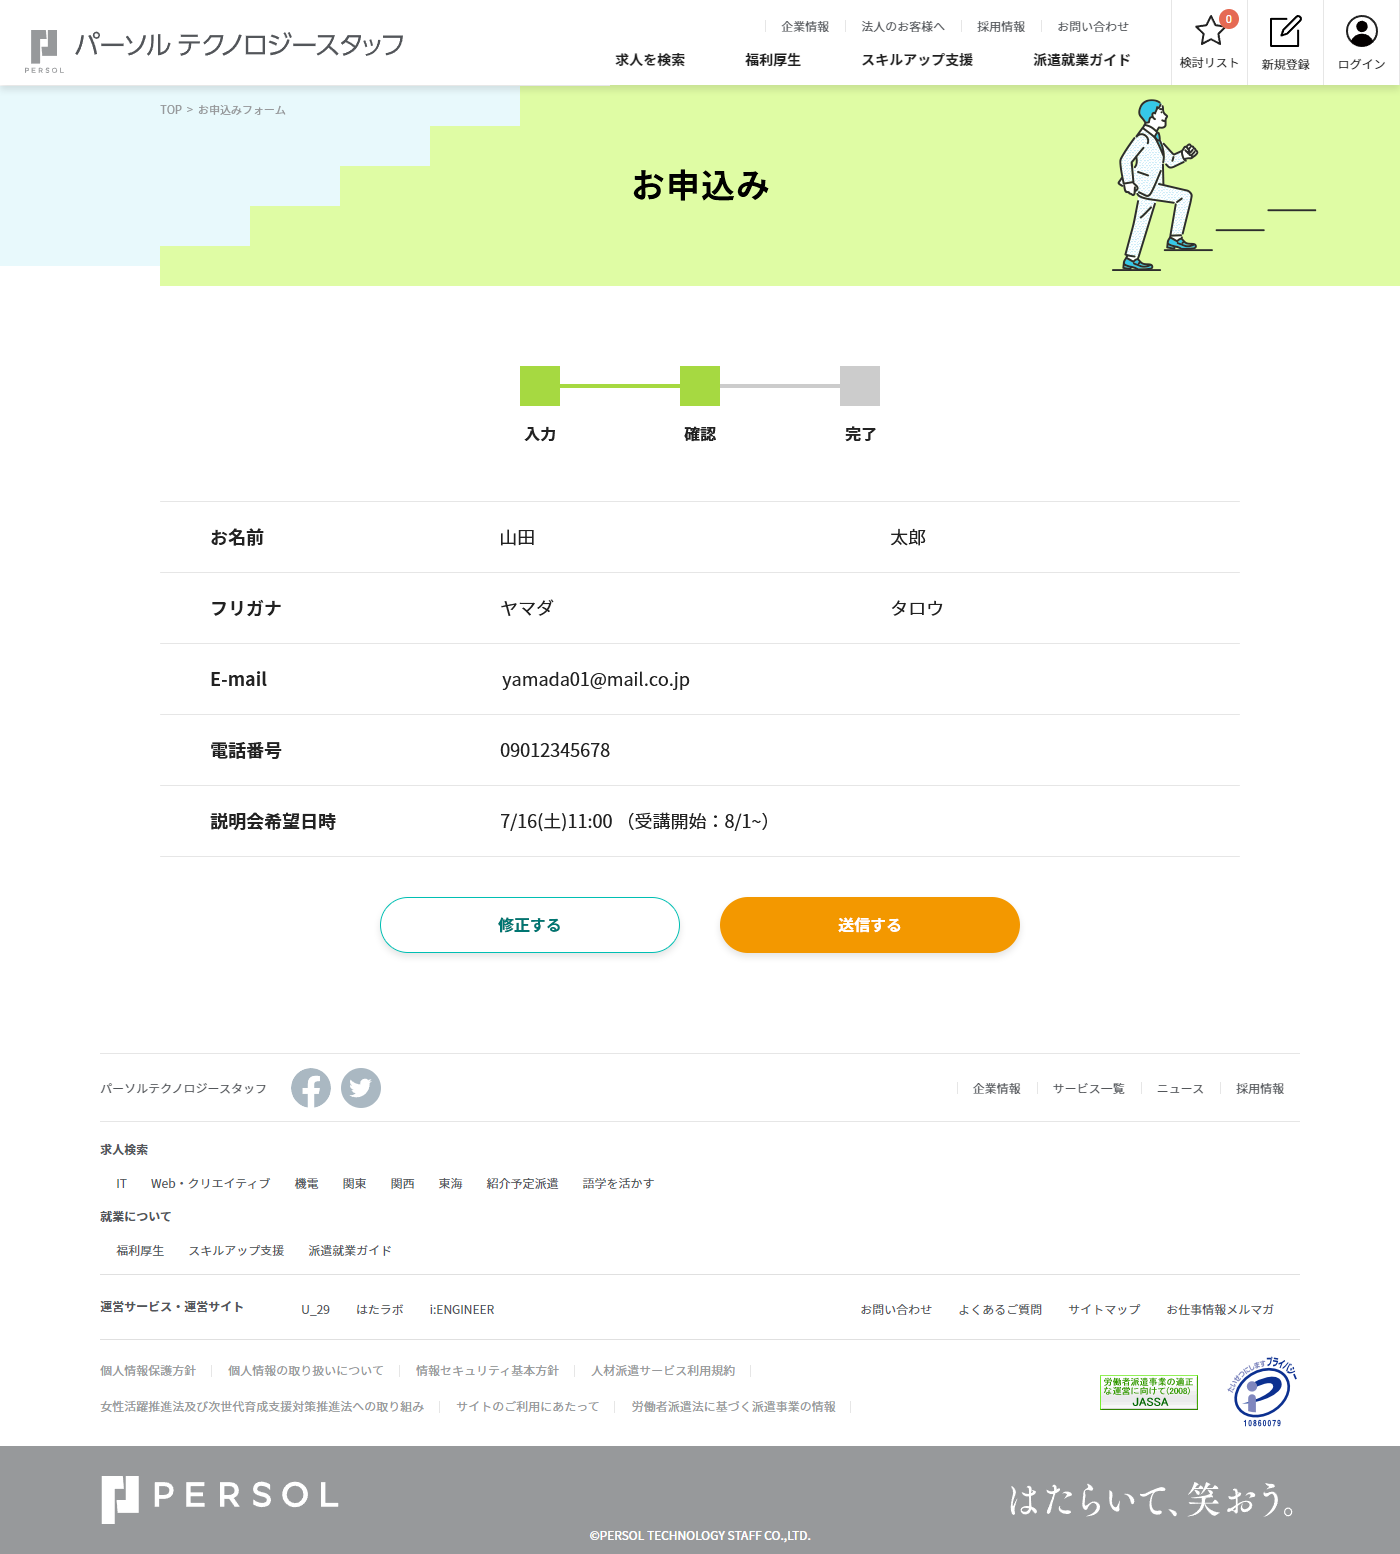 PERSOL
パーソル テクノロジースタッフ
企業情報 法人のお客様へ 採用情報 お問い合わせ
求人を検索 福利厚生 スキルアップ支援 派遣就業ガイド
0
検討リスト 新規登録 ログイン
TOP > お申込みフォーム
お申込み
入力 確認 完了
お名前 山田 太郎
フリガナ ヤマダ タロウ
E-mail yamada01@mail.co.jp
電話番号 09012345678
説明会希望日時 7/16(土)11:00 （受講開始：8/1~）
修正する 送信する
パーソルテクノロジースタッフ 企業情報 サービス一覧 ニュース 採用情報
求人検索
IT Web・クリエイティブ 機電 関東 関西 東海 紹介予定派遣 語学を活かす
就業について
福利厚生 スキルアップ支援 派遣就業ガイド
運営サービス・運営サイト U_29 はたラボ i:ENGINEER お問い合わせ よくあるご質問 サイトマップ お仕事情報メルマガ
個人情報保護方針 個人情報の取り扱いについて 情報セキュリティ基本方針 人材派遣サービス利用規約
女性活躍推進法及び次世代育成支援対策推進法への取り組み サイトのご利用にあたって 労働者派遣法に基づく派遣事業の情報
労働者派遣事業の適正
な運営に向けて(2008)
JASSA
たいせつにします プライバシー
10860079
PERSOL
はたらいて、笑おう。
©PERSOL TECHNOLOGY STAFF CO.,LTD.